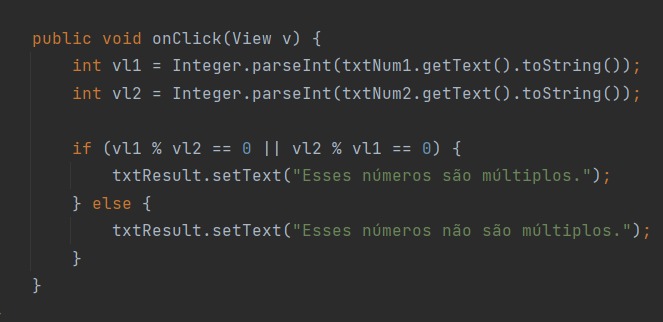 public void onClick(View v) {
int vl1 = Integer.parseInt(txtNum1.getText().toString());
int vl2 = Integer.parseInt(txtNum2.getText().toString());
if (vl1 % vl2 == 0 || vl2 % vl1 == 0) {
txtResult.setText("Esses números são múltiplos.");
} else {
txtResult.setText("Esses números não são múltiplos.");
}
}